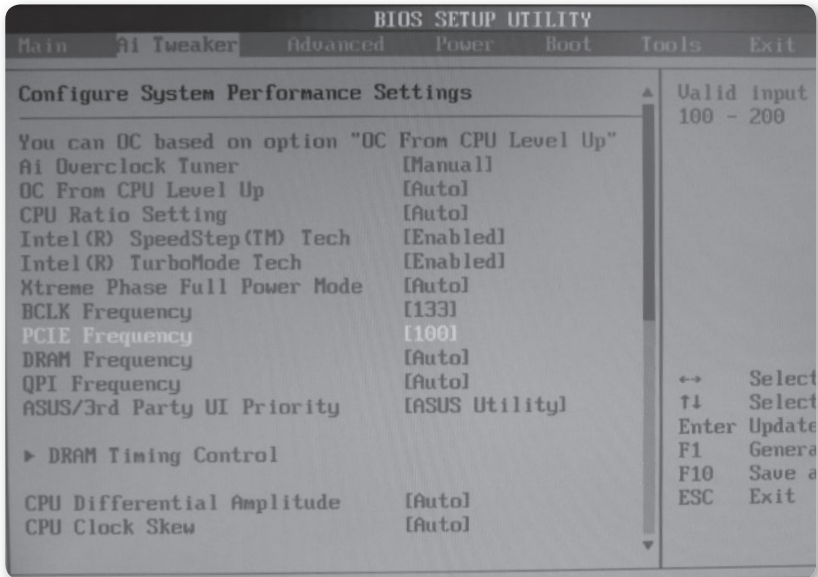 BIOS SETUP UTILITY
Main Ai Tweaker Advanced Power Boot Tools Exit
Configure System Performance Settings
You can OC based on option "OC From CPU Level Up"
Ai Overclock Tuner [Manual]
OC From CPU Level Up [Auto]
CPU Ratio Setting [Auto]
Intel(R) SpeedStep(TM) Tech [Enabled]
Intel(R) TurboMode Tech [Enabled]
Xtreme Phase Full Power Mode [Auto]
BCLK Frequency [133]
PCIE Frequency [100]
DRAM Frequency [Auto]
QPI Frequency [Auto]
ASUS/3rd Party UI Priority [ASUS Utility]
▶ DRAM Timing Control
CPU Differential Amplitude [Auto]
CPU Clock Skew [Auto]
Valid input
100 - 200
←→ Select
↑↓ Select
Enter Update
F1 Genera
F10 Save a
ESC Exit